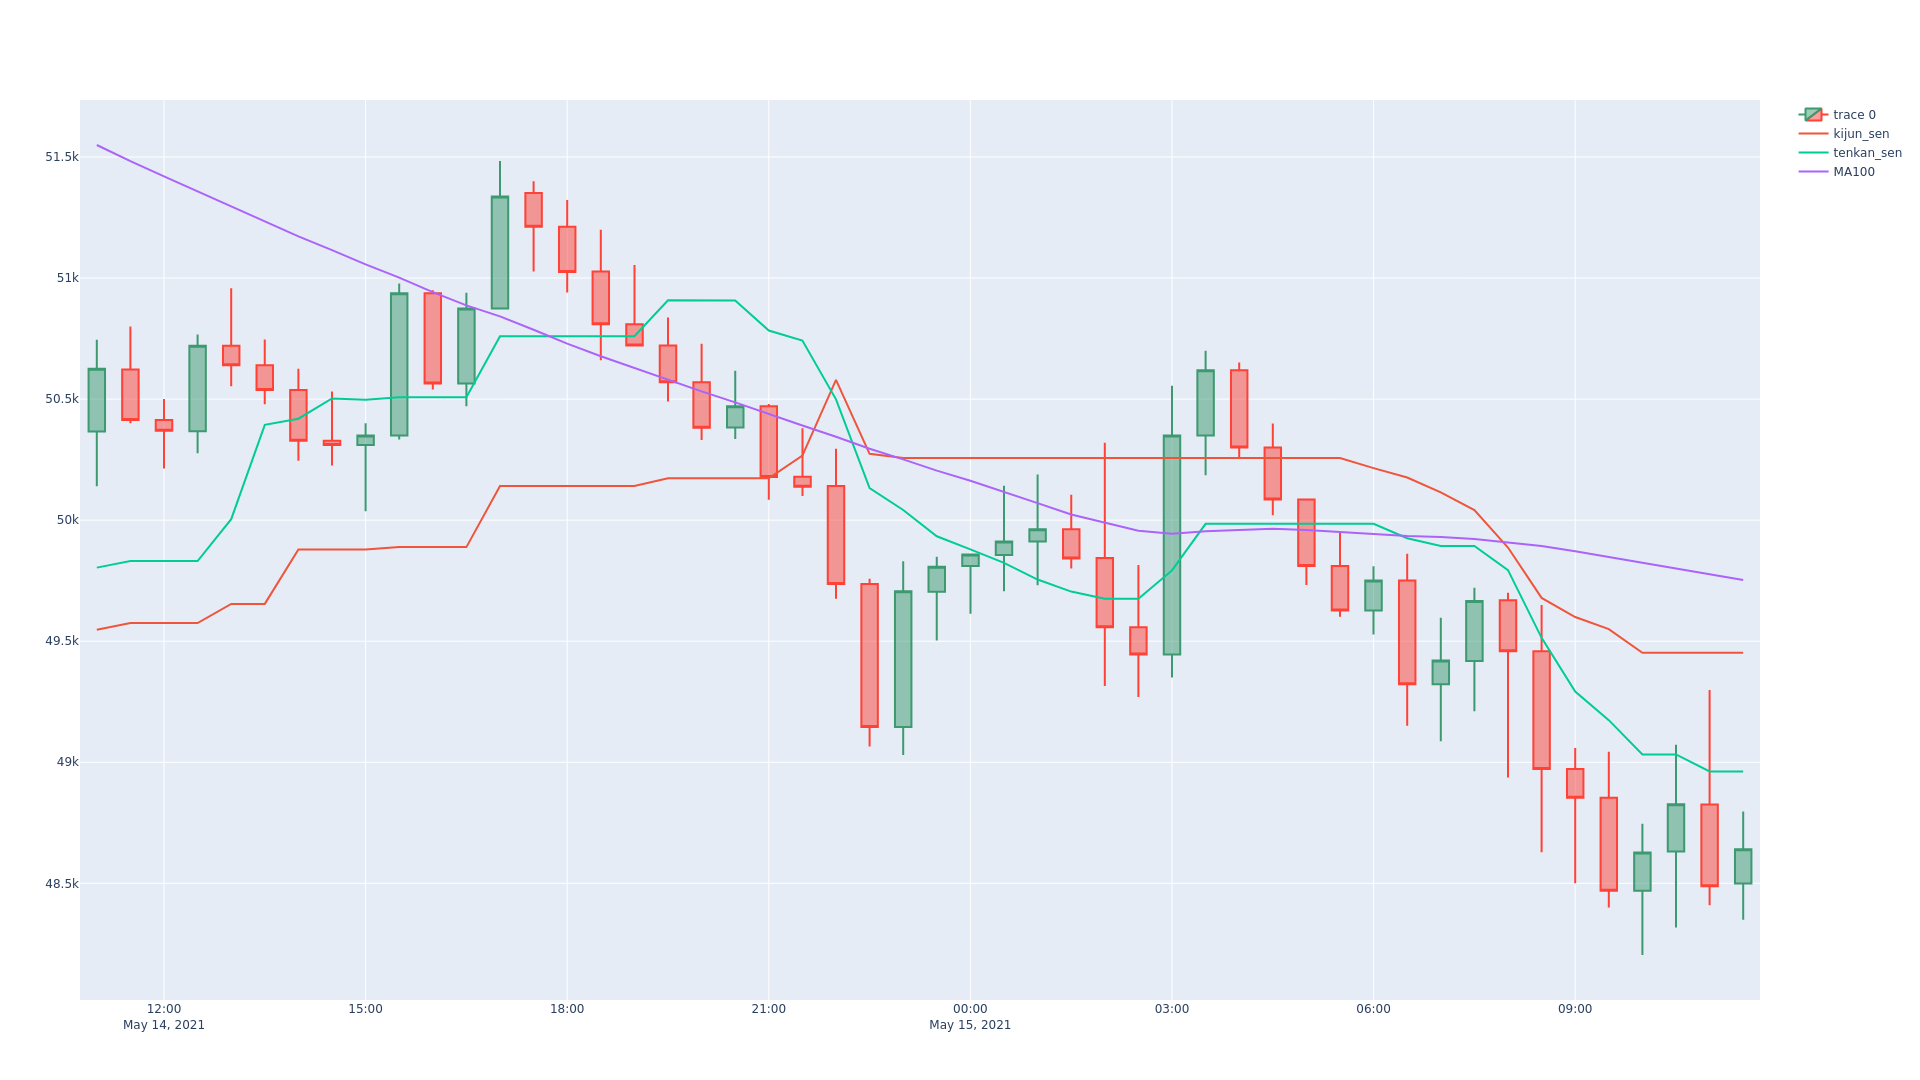 trace 0
kijun_sen
tenkan_sen
MA100
51.5k
51k
50.5k
50k
49.5k
49k
48.5k
12:00 15:00 18:00 21:00 00:00 03:00 06:00 09:00
May 14, 2021 May 15, 2021